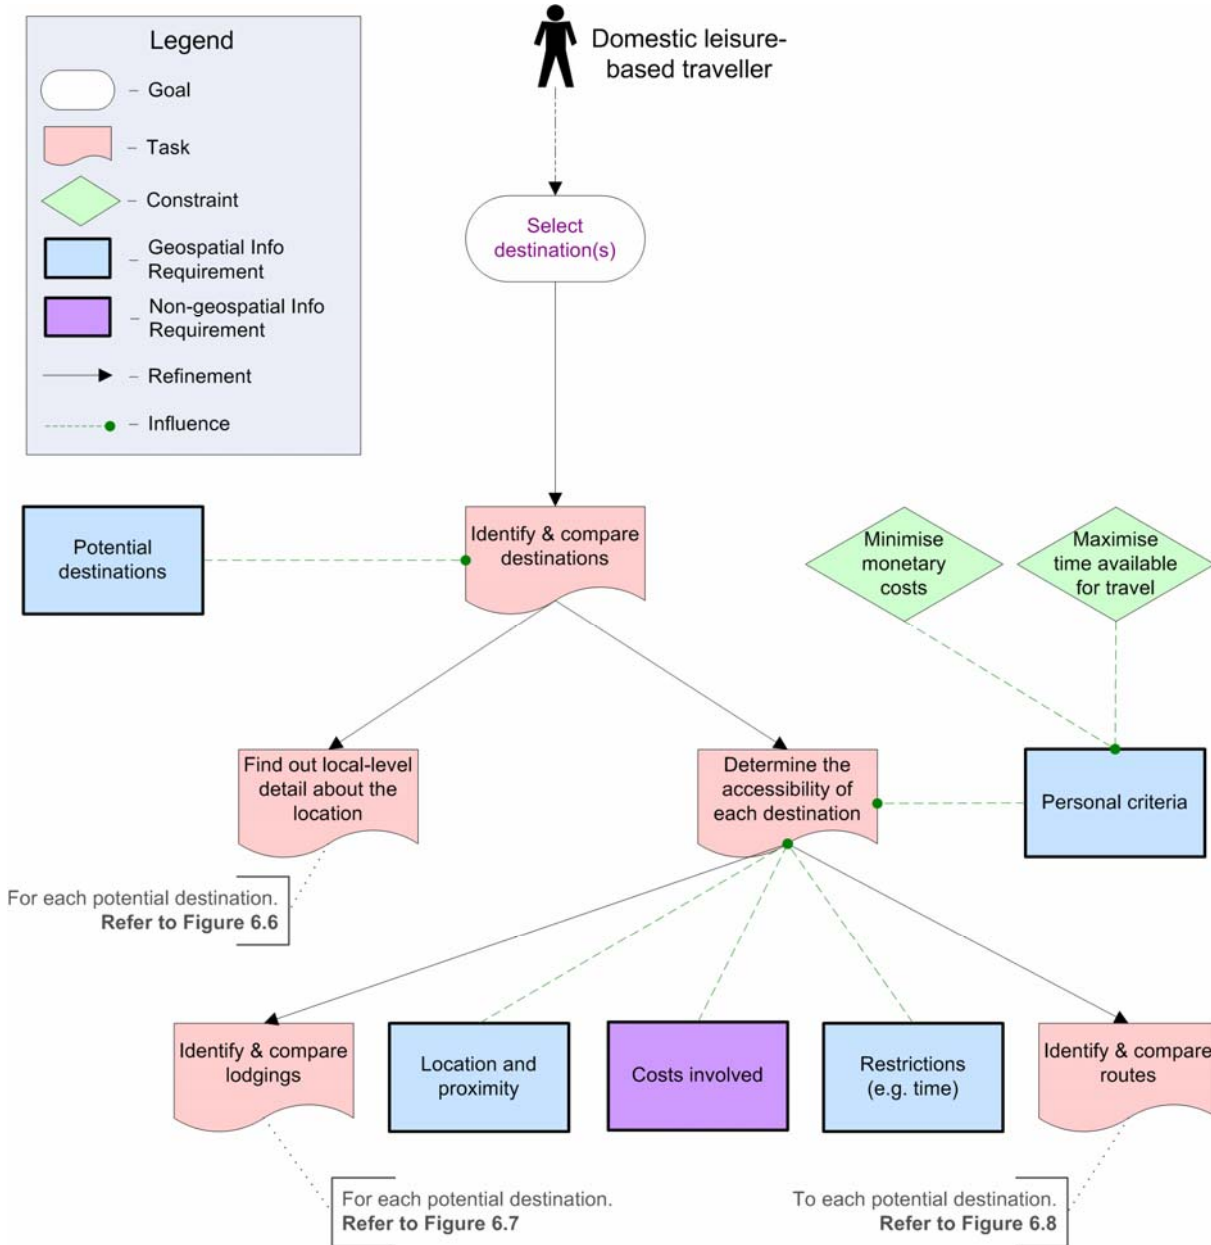 Legend
– Goal
– Task
– Constraint
– Geospatial Info
Requirement
– Non-geospatial Info
Requirement
– Refinement
– Influence
Domestic leisure-
based traveller
Select
destination(s)
Potential
destinations
Identify & compare
destinations
Minimise
monetary
costs
Maximise
time available
for travel
Find out local-level
detail about the
location
Determine the
accessibility of
each destination
Personal criteria
For each potential destination.
Refer to Figure 6.6
Identify & compare
lodgings
Location and
proximity
Costs involved
Restrictions
(e.g. time)
Identify & compare
routes
For each potential destination.
Refer to Figure 6.7
To each potential destination.
Refer to Figure 6.8